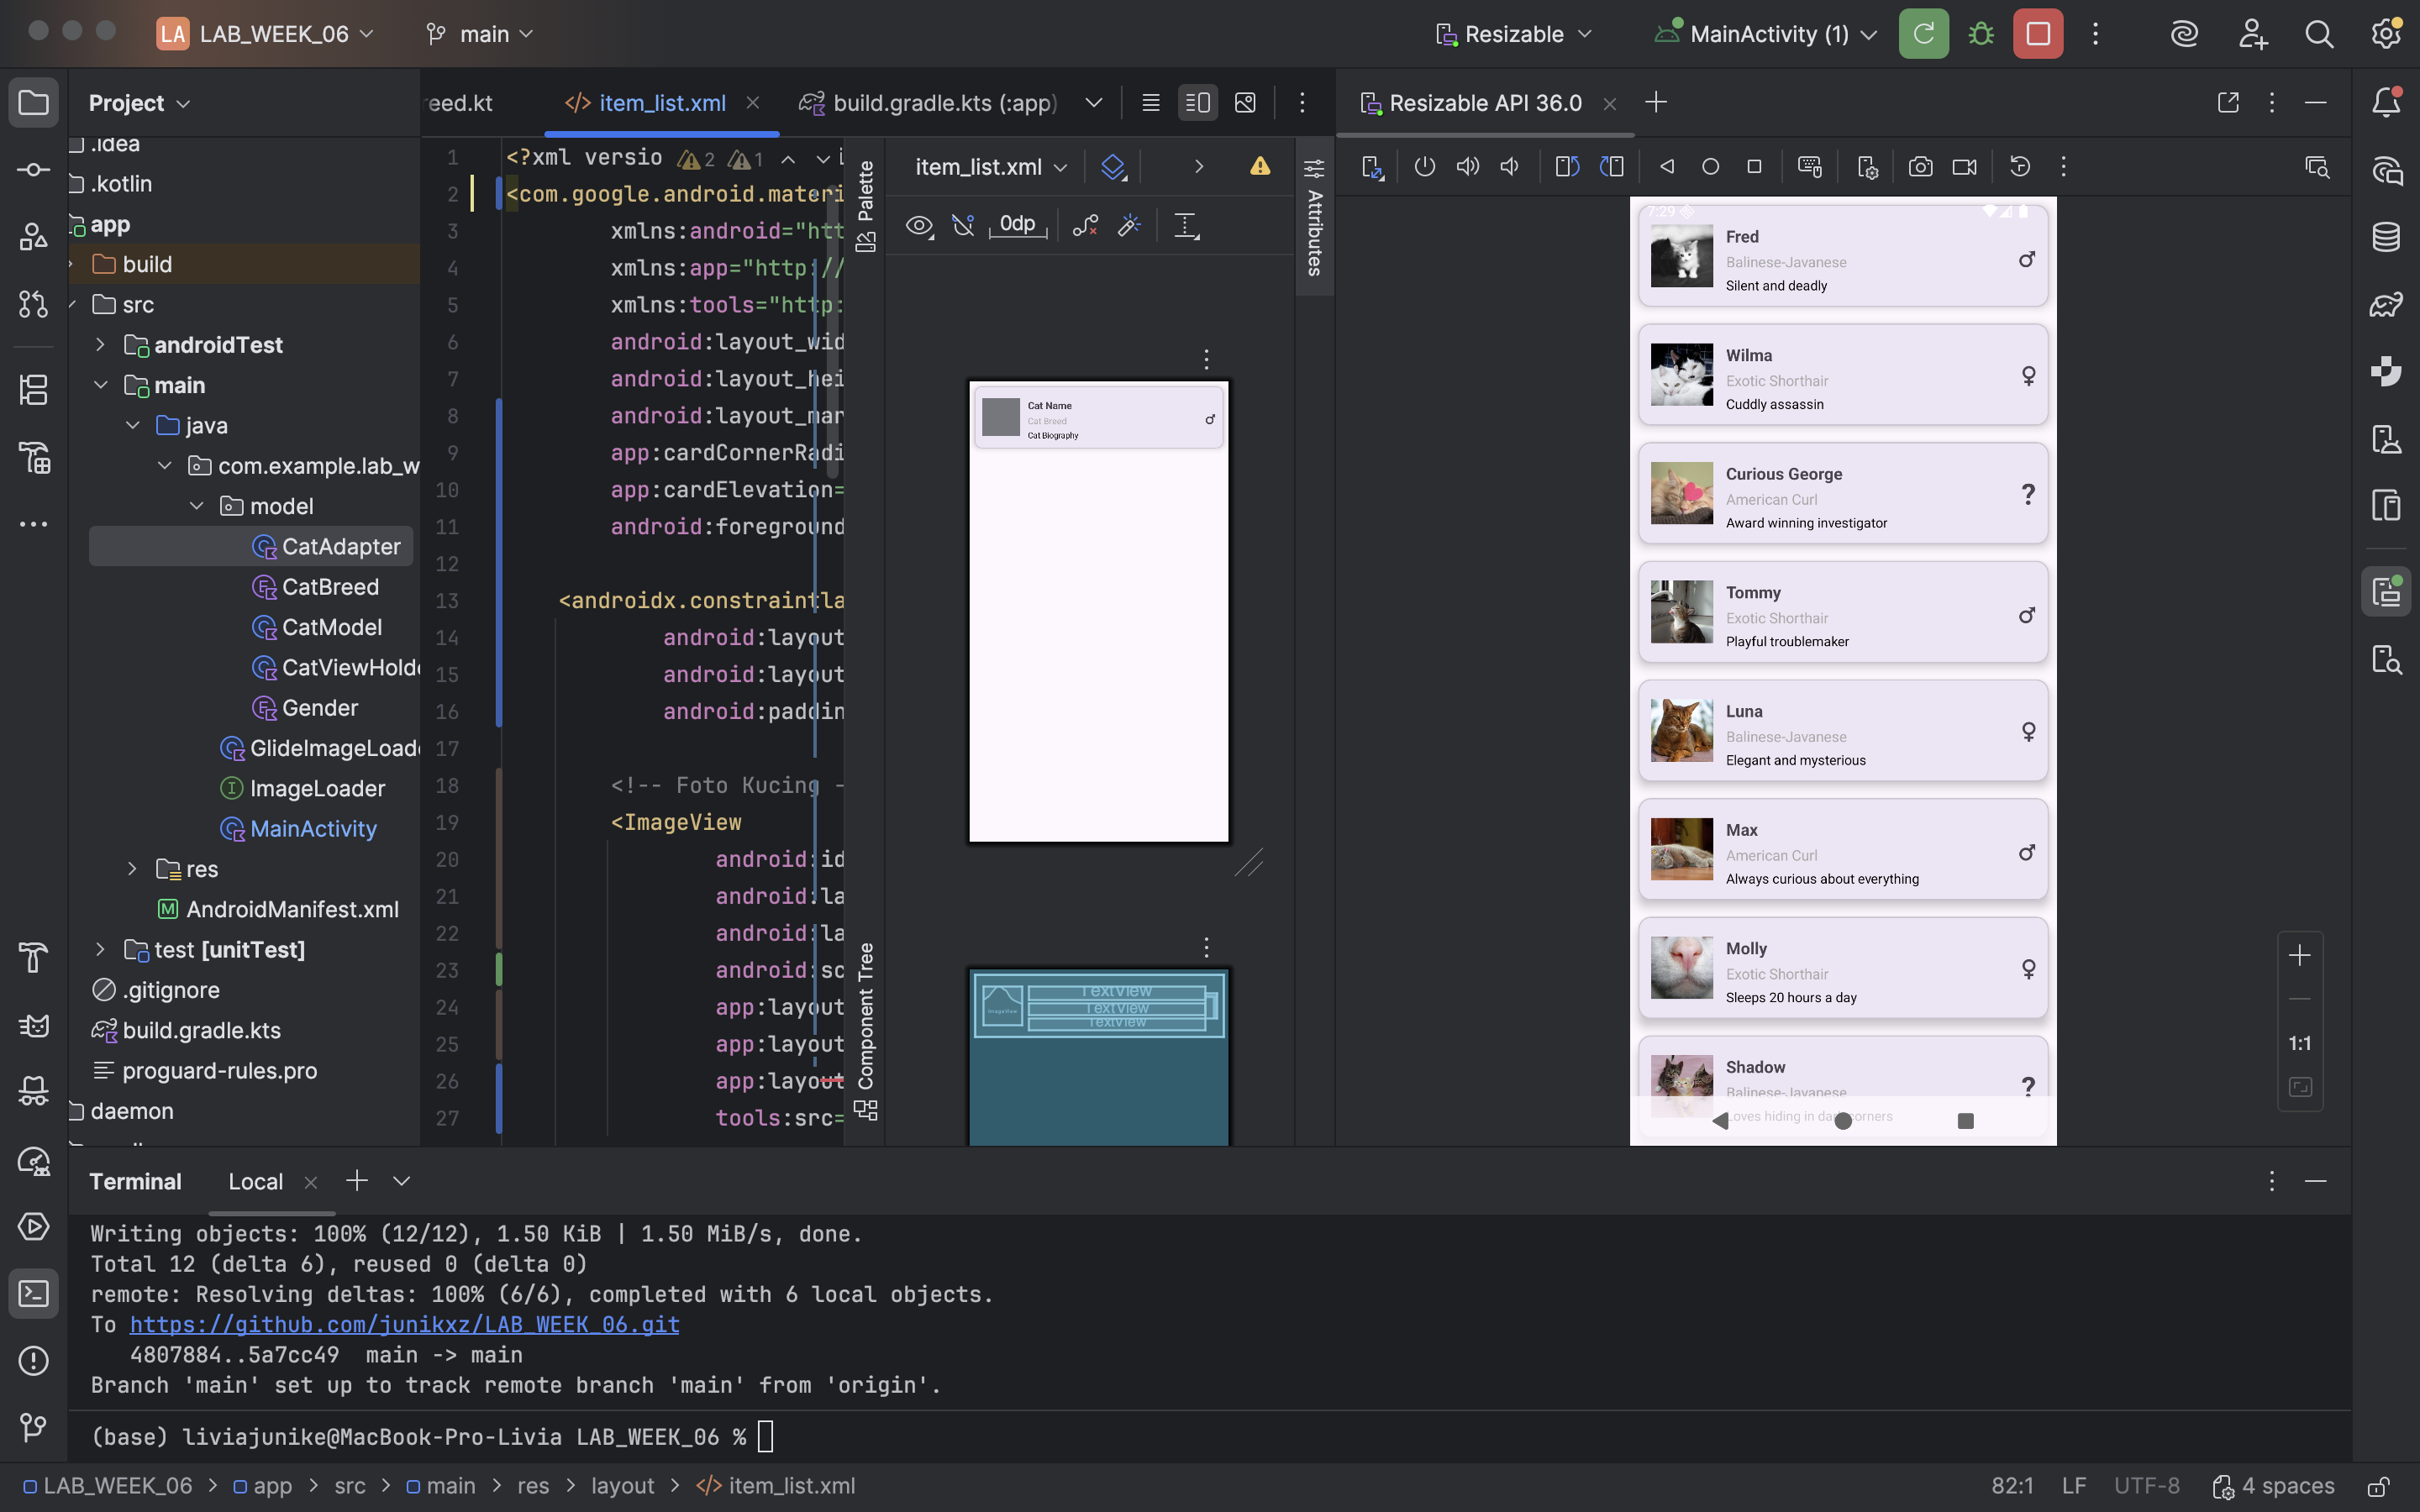 LA LAB_WEEK_06 main Resizable MainActivity (1)
Project
eed.kt item_list.xml build.gradle.kts (:app)
Resizable API 36.0
.idea
.kotlin
app
build
src
androidTest
main
java
com.example.lab_w
model
CatAdapter
CatBreed
CatModel
CatViewHold
Gender
GlideImageLoad
ImageLoader
MainActivity
res
AndroidManifest.xml
test [unitTest]
.gitignore
build.gradle.kts
proguard-rules.pro
daemon
1 <?xml versio 2 1
2 <com.google.android.materi
3 xmlns:android="htt
4 xmlns:app="http://
5 xmlns:tools="http:
6 android:layout_wid
7 android:layout_hei
8 android:layout_mar
9 app:cardCornerRadi
10 app:cardElevation=
11 android:foreground
12
13 <androidx.constraintla
14 android:layout
15 android:layout
16 android:paddin
17
18 <!-- Foto Kucing -
19 <ImageView
20 android:id
21 android:la
22 android:la
23 android:sc
24 app:layout
25 app:layout
26 app:layout
27 tools:src=
Palette
Component Tree
item_list.xml
0dp
Attributes
Cat Name
Cat Breed
Cat Biography
♂
TextView
TextView
TextView
ImageView
7:29
Fred
Balinese-Javanese
Silent and deadly
♂
Wilma
Exotic Shorthair
Cuddly assassin
♀
Curious George
American Curl
Award winning investigator
?
Tommy
Exotic Shorthair
Playful troublemaker
♂
Luna
Balinese-Javanese
Elegant and mysterious
♀
Max
American Curl
Always curious about everything
♂
Molly
Exotic Shorthair
Sleeps 20 hours a day
♀
Shadow
Balinese-Javanese
Loves hiding in dark corners
?
1:1
Terminal Local
Writing objects: 100% (12/12), 1.50 KiB | 1.50 MiB/s, done.
Total 12 (delta 6), reused 0 (delta 0)
remote: Resolving deltas: 100% (6/6), completed with 6 local objects.
To https://github.com/junikxz/LAB_WEEK_06.git
4807884..5a7cc49 main -> main
Branch 'main' set up to track remote branch 'main' from 'origin'.
(base) liviajunike@MacBook-Pro-Livia LAB_WEEK_06 %
LAB_WEEK_06 > app > src > main > res > layout > item_list.xml
82:1 LF UTF-8 4 spaces